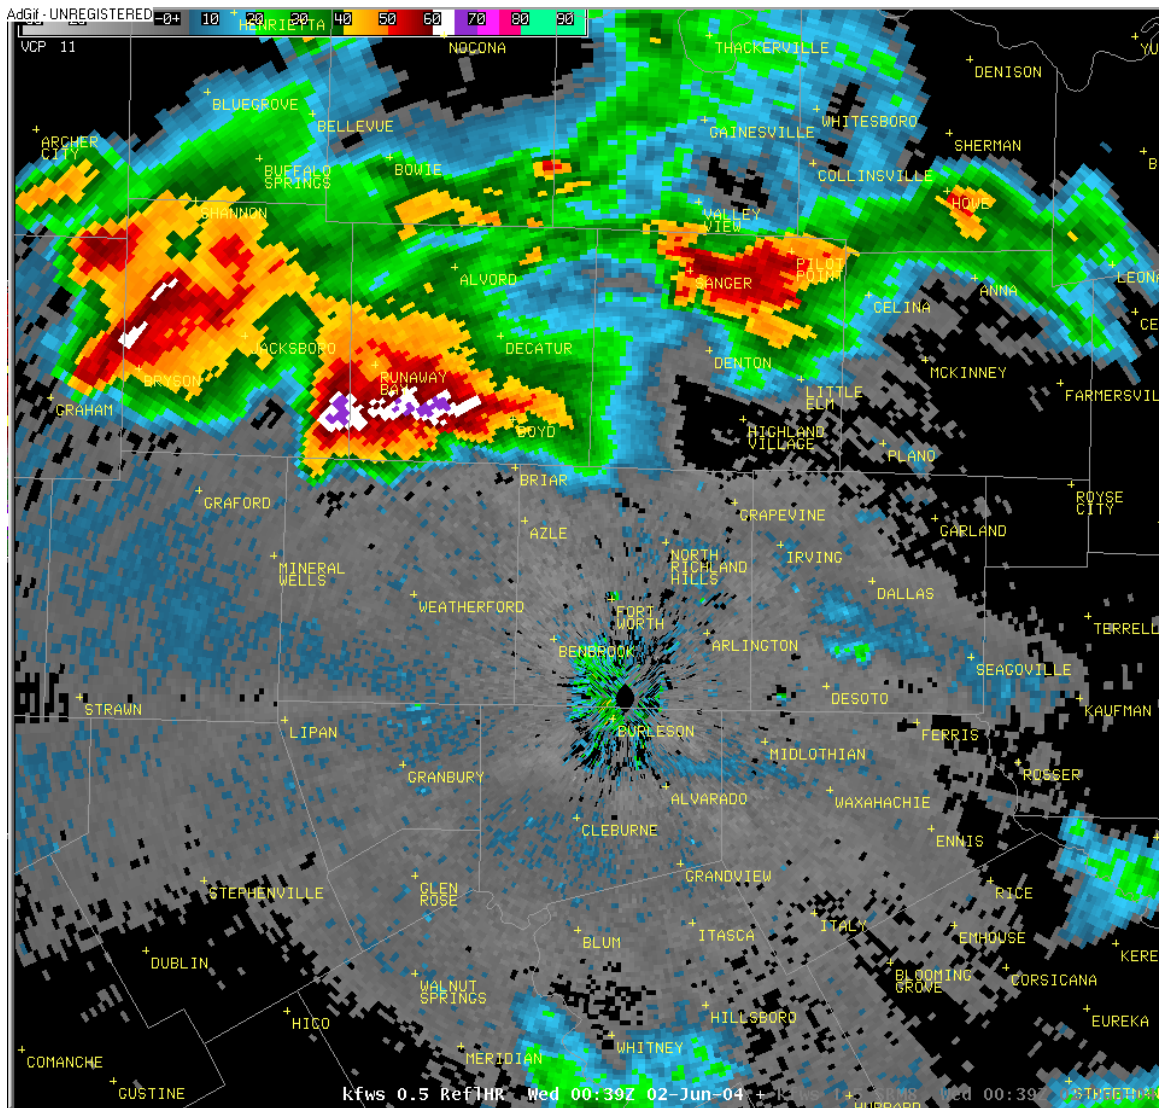 AdGif - UNREGISTERED
-0+ 10 20 30 40 50 60 70 80 90
HENRIETTA
VCP 11
NOCONA
THACKERVILLE
DENISON
BLUEGROVE
BELLEVUE
GAINESVILLE
WHITESBORO
ARCHER
CITY
SHERMAN
BUFFALO
SPRINGS
BOWIE
COLLINSVILLE
SHANNON
VALLEY
VIEW
HOWE
ALVORD
SANGER
PILOT
POINT
CELINA
ANNA
JACKSBORO
DECATUR
DENTON
BRYSON
RUNAWAY
BAY
MCKINNEY
GRAHAM
LITTLE
ELM
BOYD
HIGHLAND
VILLAGE
PLANO
BRIAR
GRAFORD
GRAPEVINE
ROYSE
CITY
AZLE
GARLAND
MINERAL
WELLS
NORTH
RICHLAND
HILLS
IRVING
WEATHERFORD
FORT
WORTH
DALLAS
TERRELL
BENBROOK
ARLINGTON
SEAGOVILLE
STRAWN
DESOTO
KAUFMAN
LIPAN
BURLESON
FERRIS
MIDLOTHIAN
GRANBURY
ROSSER
ALVARADO
WAXAHACHIE
CLEBURNE
ENNIS
GRANDVIEW
STEPHENVILLE
GLEN
ROSE
RICE
ITALY
BLUM
ITASCA
EMHOUSE
DUBLIN
WALNUT
SPRINGS
BLOOMING
GROVE
CORSICANA
HICO
HILLSBORO
EUREKA
COMANCHE
MERIDIAN
WHITNEY
GUSTINE
kfws 0.5 ReflHR Wed 00:39Z 02-Jun-04